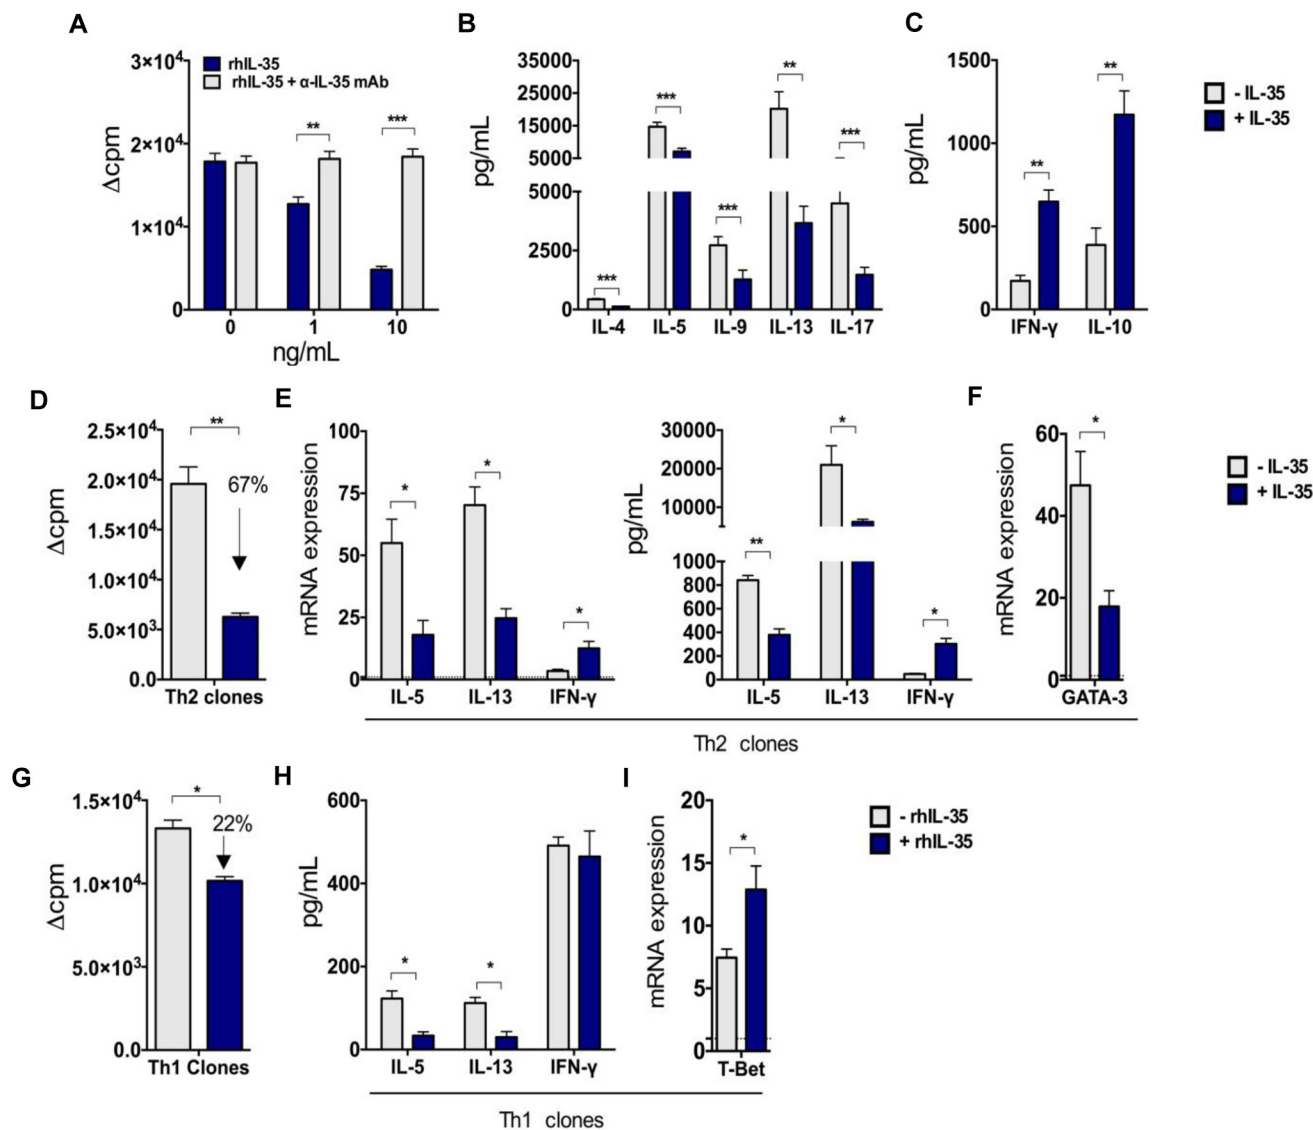 A
3×10⁴
2×10⁴
1×10⁴
0
Δcpm
rhIL-35
rhIL-35 + α-IL-35 mAb
**
***
0 1 10
ng/mL
B
35000
25000
15000
5000
5000
2500
0
pg/mL
***
***
***
**
***
IL-4 IL-5 IL-9 IL-13 IL-17
C
1500
1000
500
0
pg/mL
**
**
IFN-γ IL-10
- IL-35
+ IL-35
D
2.5×10⁴
2.0×10⁴
1.5×10⁴
1.0×10⁴
5.0×10³
0.0
Δcpm
**
67%
Th2 clones
E
100
75
50
25
0
mRNA expression
*
*
*
IL-5 IL-13 IFN-γ
30000
20000
10000
1000
800
600
400
200
0
pg/mL
**
*
*
IL-5 IL-13 IFN-γ
F
60
40
20
0
mRNA expression
*
GATA-3
- IL-35
+ IL-35
Th2 clones
G
1.5×10⁴
1.0×10⁴
5.0×10³
0.0
Δcpm
*
22%
Th1 Clones
H
600
400
200
0
pg/mL
*
*
IL-5 IL-13 IFN-γ
I
20
15
10
5
0
mRNA expression
*
T-Bet
- rhIL-35
+ rhIL-35
Th1 clones